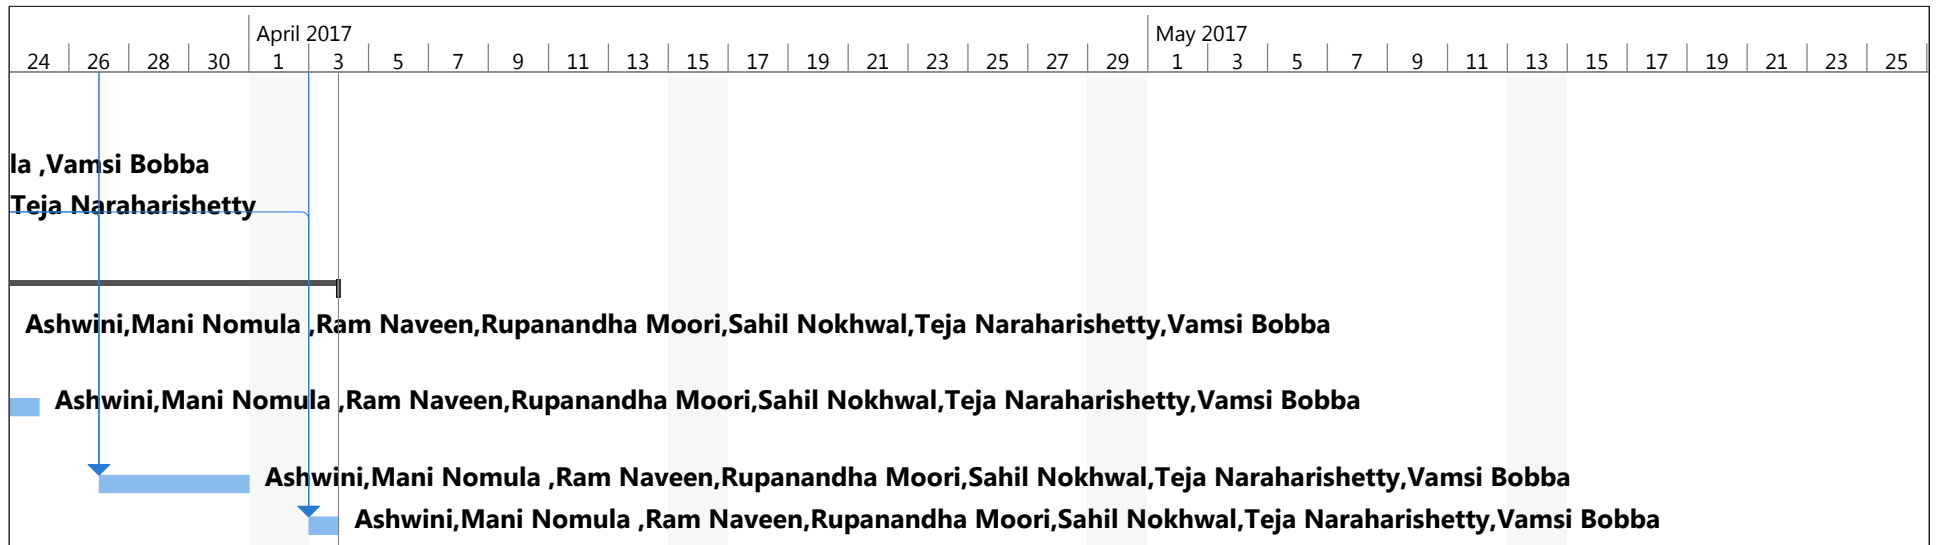 April 2017 May 2017
24 26 28 30 1 3 5 7 9 11 13 15 17 19 21 23 25 27 29 1 3 5 7 9 11 13 15 17 19 21 23 25
la ,Vamsi Bobba
Teja Naraharishetty
Ashwini,Mani Nomula ,Ram Naveen,Rupanandha Moori,Sahil Nokhwal,Teja Naraharishetty,Vamsi Bobba
Ashwini,Mani Nomula ,Ram Naveen,Rupanandha Moori,Sahil Nokhwal,Teja Naraharishetty,Vamsi Bobba
Ashwini,Mani Nomula ,Ram Naveen,Rupanandha Moori,Sahil Nokhwal,Teja Naraharishetty,Vamsi Bobba
Ashwini,Mani Nomula ,Ram Naveen,Rupanandha Moori,Sahil Nokhwal,Teja Naraharishetty,Vamsi Bobba